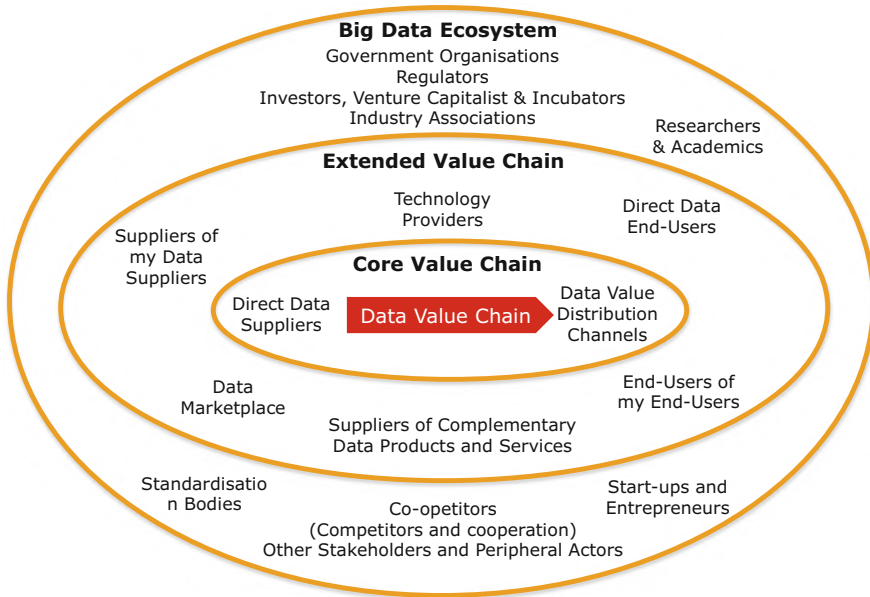 Big Data Ecosystem
Government Organisations
Regulators
Investors, Venture Capitalist & Incubators
Industry Associations
Researchers
& Academics
Extended Value Chain
Technology
Providers
Direct Data
End-Users
Suppliers of
my Data
Suppliers
Core Value Chain
Direct Data
Suppliers
Data Value Chain
Data Value
Distribution
Channels
Data
Marketplace
End-Users of
my End-Users
Suppliers of Complementary
Data Products and Services
Standardisatio
n Bodies
Start-ups and
Entrepreneurs
Co-opetitors
(Competitors and cooperation)
Other Stakeholders and Peripheral Actors